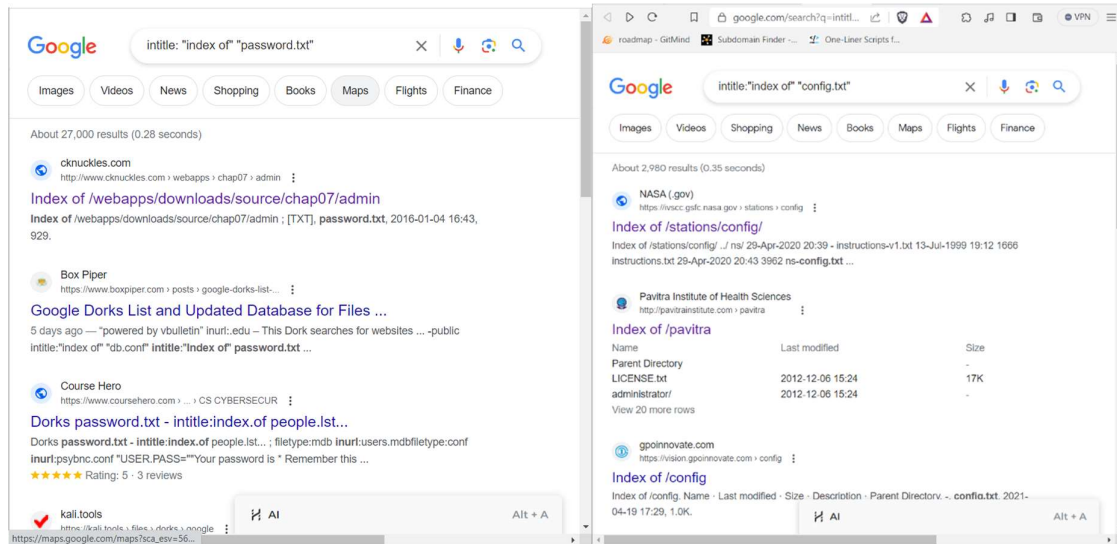 Google
intitle: "index of" "password.txt"
Images Videos News Shopping Books Maps Flights Finance
About 27,000 results (0.28 seconds)
cknuckles.com
http://www.cknuckles.com › webapps › chap07 › admin
Index of /webapps/downloads/source/chap07/admin
Index of /webapps/downloads/source/chap07/admin ; [TXT], password.txt, 2016-01-04 16:43,
929.
Box Piper
https://www.boxpiper.com › posts › google-dorks-list-...
Google Dorks List and Updated Database for Files ...
5 days ago — “powered by vbulletin” inurl:.edu – This Dork searches for websites ... -public
intitle:"index of" "db.conf" intitle:"Index of" password.txt ...
Course Hero
https://www.coursehero.com › ... › CS CYBERSECUR
Dorks password.txt - intitle:index.of people.lst...
Dorks password.txt - intitle:index.of people.lst... ; filetype:mdb inurl:users.mdbfiletype:conf
inurl:psybnc.conf "USER.PASS=""Your password is * Remember this ...
Rating: 5 · 3 reviews
kali.tools
https://kali.tools › files › dorks › google
AI Alt + A
https://maps.google.com/maps?sca_esv=56...
google.com/search?q=intitl... VPN
roadmap - GitMind Subdomain Finder -... One-Liner Scripts f...
Google
intitle:"index of" "config.txt"
Images Videos Shopping News Books Maps Flights Finance
About 2,980 results (0.35 seconds)
NASA (.gov)
https://ivscc.gsfc.nasa.gov › stations › config
Index of /stations/config/
Index of /stations/config/ ../ ns/ 29-Apr-2020 20:39 - instructions-v1.txt 13-Jul-1999 19:12 1666
instructions.txt 29-Apr-2020 20:43 3962 ns-config.txt ...
Pavitra Institute of Health Sciences
http://pavitrainstitute.com › pavitra
Index of /pavitra
Name Last modified Size
Parent Directory -
LICENSE.txt 2012-12-06 15:24 17K
administrator/ 2012-12-06 15:24 -
View 20 more rows
gpoinnovate.com
https://vision.gpoinnovate.com › config
Index of /config
Index of /config. Name · Last modified · Size · Description · Parent Directory, -. config.txt, 2021-
04-19 17:29, 1.0K.
AI Alt + A